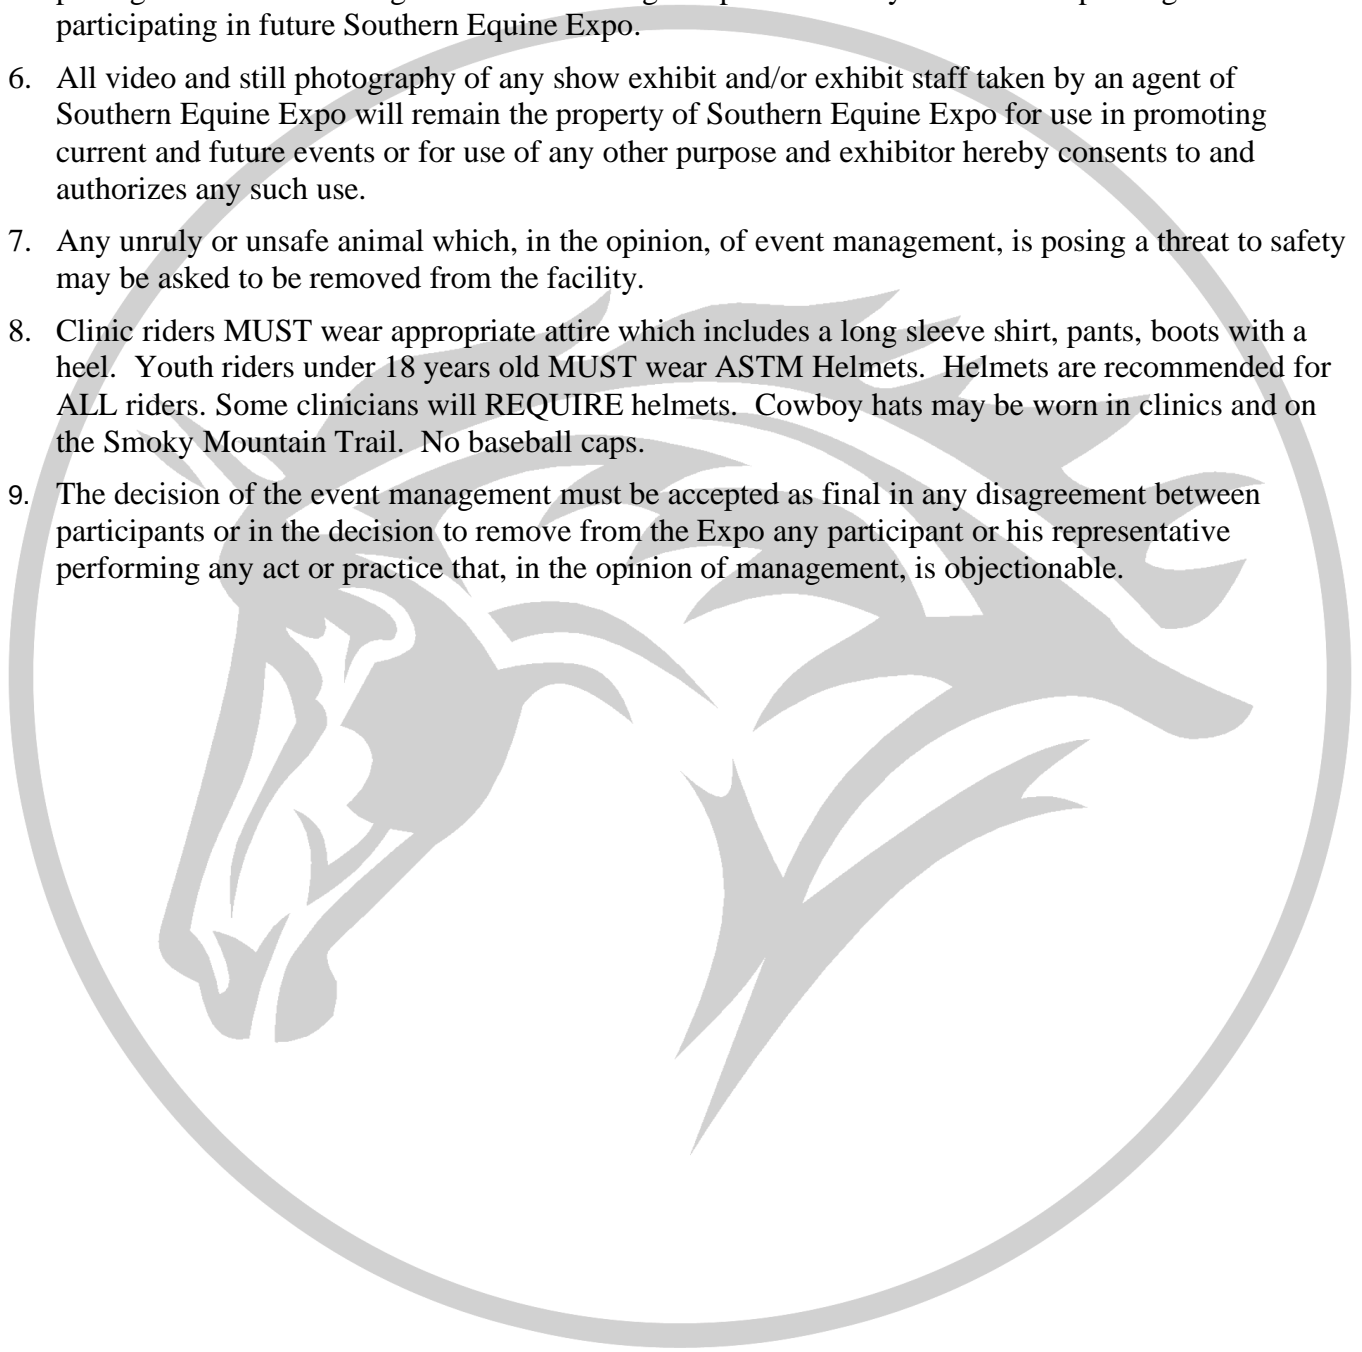 participating in future Southern Equine Expo.
6. All video and still photography of any show exhibit and/or exhibit staff taken by an agent of
Southern Equine Expo will remain the property of Southern Equine Expo for use in promoting
current and future events or for use of any other purpose and exhibitor hereby consents to and
authorizes any such use.
7. Any unruly or unsafe animal which, in the opinion, of event management, is posing a threat to safety
may be asked to be removed from the facility.
8. Clinic riders MUST wear appropriate attire which includes a long sleeve shirt, pants, boots with a
heel. Youth riders under 18 years old MUST wear ASTM Helmets. Helmets are recommended for
ALL riders. Some clinicians will REQUIRE helmets. Cowboy hats may be worn in clinics and on
the Smoky Mountain Trail. No baseball caps.
9. The decision of the event management must be accepted as final in any disagreement between
participants or in the decision to remove from the Expo any participant or his representative
performing any act or practice that, in the opinion of management, is objectionable.